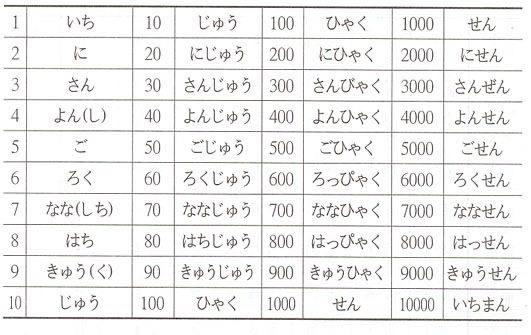 1 いち 10 じゅう 100 ひゃく 1000 せん
2 に 20 にじゅう 200 にひゃく 2000 にせん
3 さん 30 さんじゅう 300 さんびゃく 3000 さんぜん
4 よん(し) 40 よんじゅう 400 よんひゃく 4000 よんせん
5 ご 50 ごじゅう 500 ごひゃく 5000 ごせん
6 ろく 60 ろくじゅう 600 ろっぴゃく 6000 ろくせん
7 なな(しち) 70 ななじゅう 700 ななひゃく 7000 ななせん
8 はち 80 はちじゅう 800 はっぴゃく 8000 はっせん
9 きゅう(く) 90 きゅうじゅう 900 きゅうひゃく 9000 きゅうせん
10 じゅう 100 ひゃく 1000 せん 10000 いちまん